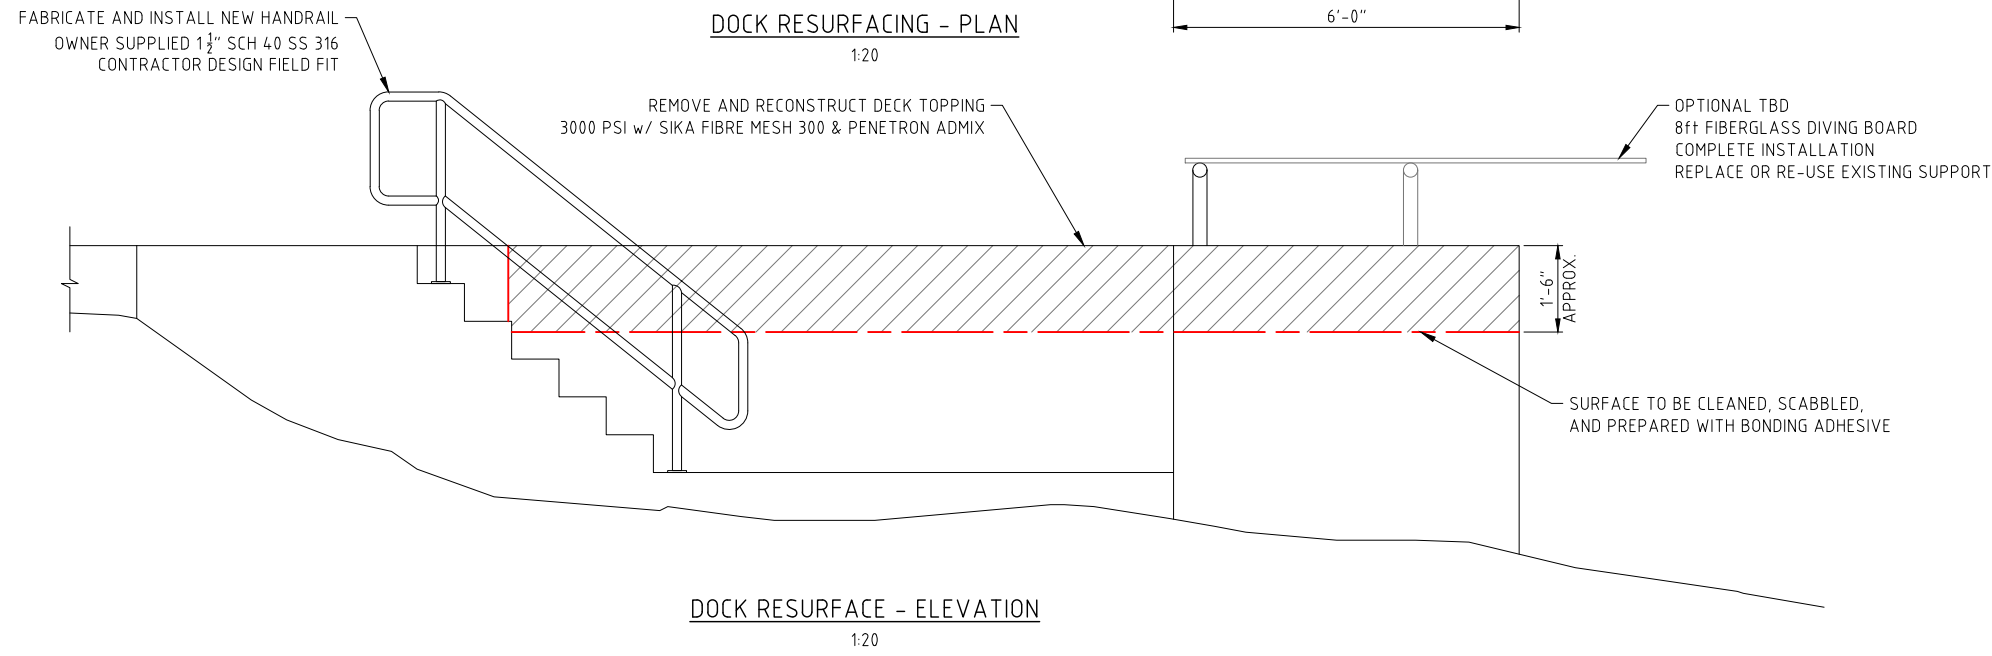 FABRICATE AND INSTALL NEW HANDRAIL
OWNER SUPPLIED 1 1/2" SCH 40 SS 316
CONTRACTOR DESIGN FIELD FIT
DOCK RESURFACING - PLAN
1:20
6'-0"
REMOVE AND RECONSTRUCT DECK TOPPING
3000 PSI w/ SIKA FIBRE MESH 300 & PENETRON ADMIX
OPTIONAL TBD
8ft FIBERGLASS DIVING BOARD
COMPLETE INSTALLATION
REPLACE OR RE-USE EXISTING SUPPORT
1'-6"
APPROX.
SURFACE TO BE CLEANED, SCABBLED,
AND PREPARED WITH BONDING ADHESIVE
DOCK RESURFACE - ELEVATION
1:20